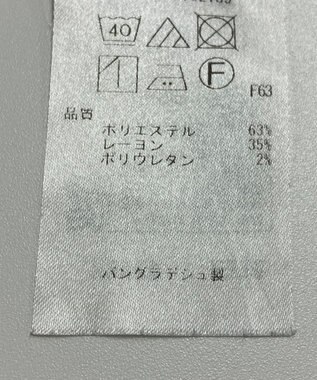 40
F
F63
品質
ポリエステル 63%
レーヨン 35%
ポリウレタン 2%
バングラデシュ製